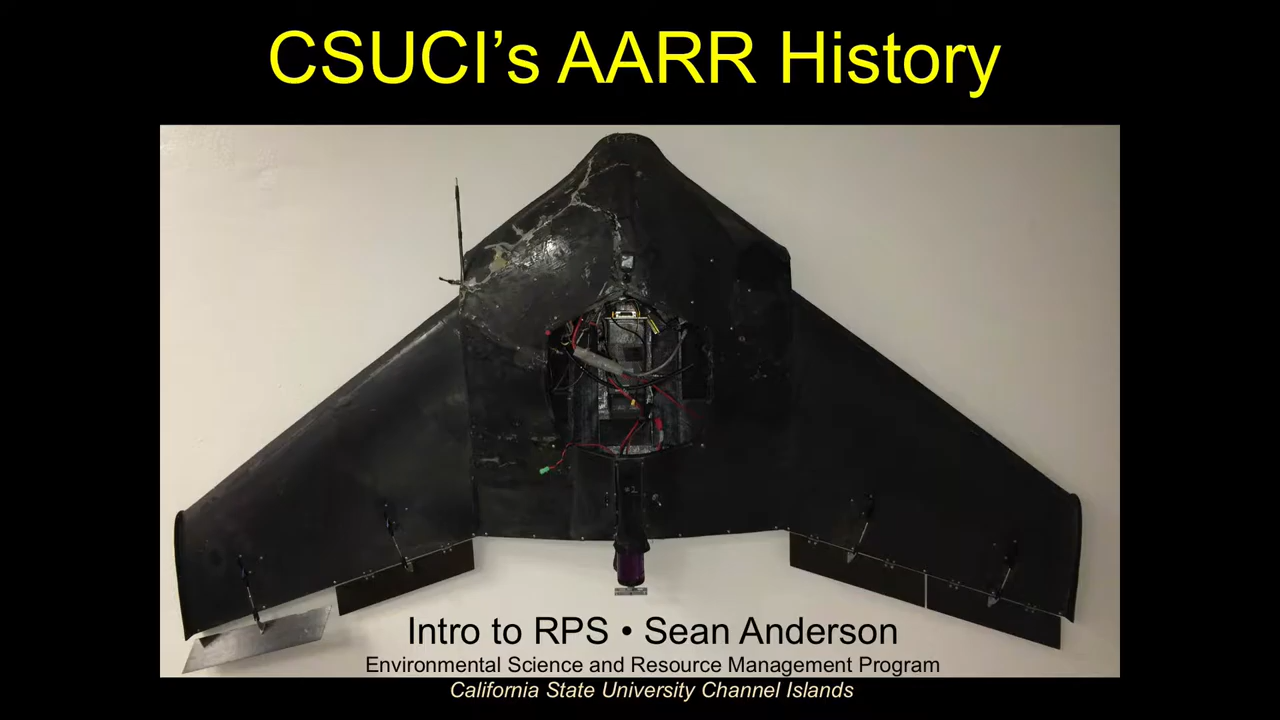 CSUCI’s AARR History
Intro to RPS • Sean Anderson
Environmental Science and Resource Management Program
California State University Channel Islands